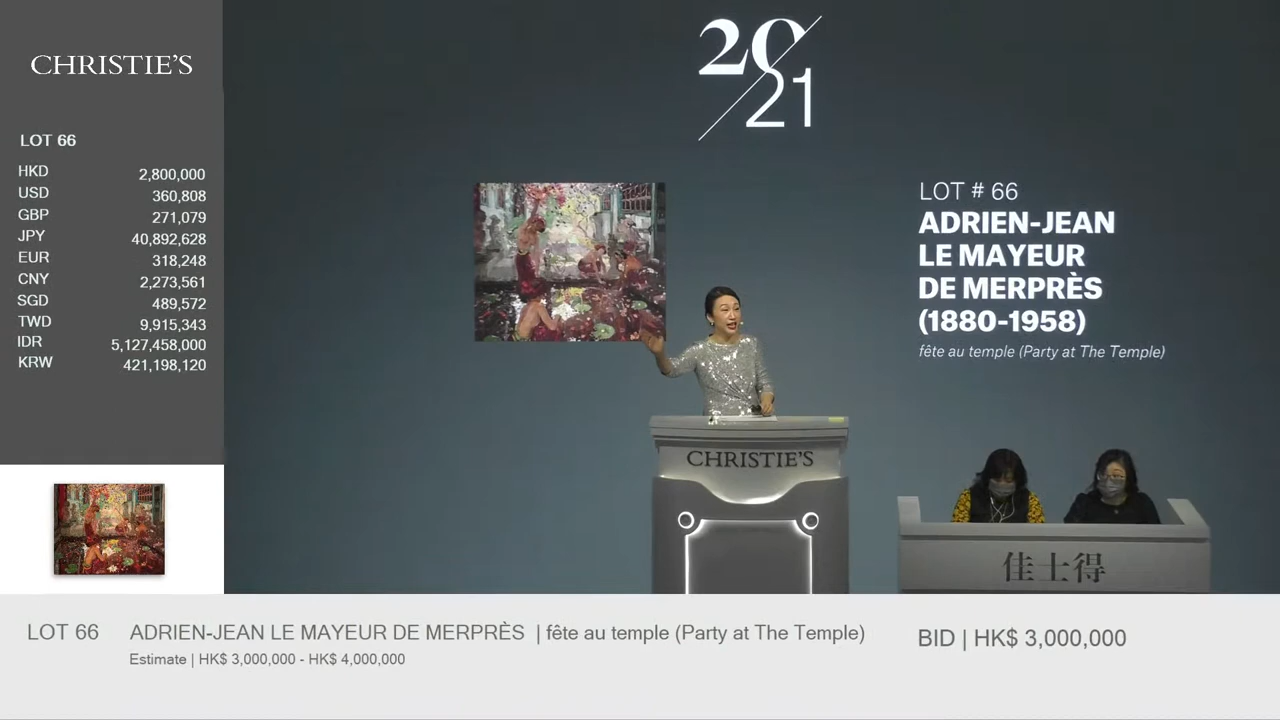 CHRISTIE'S
LOT 66
HKD 2,800,000
USD 360,808
GBP 271,079
JPY 40,892,628
EUR 318,248
CNY 2,273,561
SGD 489,572
TWD 9,915,343
IDR 5,127,458,000
KRW 421,198,120
20/21
LOT # 66
ADRIEN-JEAN
LE MAYEUR
DE MERPRÈS
(1880-1958)
fête au temple (Party at The Temple)
CHRISTIE'S
佳士得
LOT 66 ADRIEN-JEAN LE MAYEUR DE MERPRÈS | fête au temple (Party at The Temple)
Estimate | HK$ 3,000,000 - HK$ 4,000,000
BID | HK$ 3,000,000